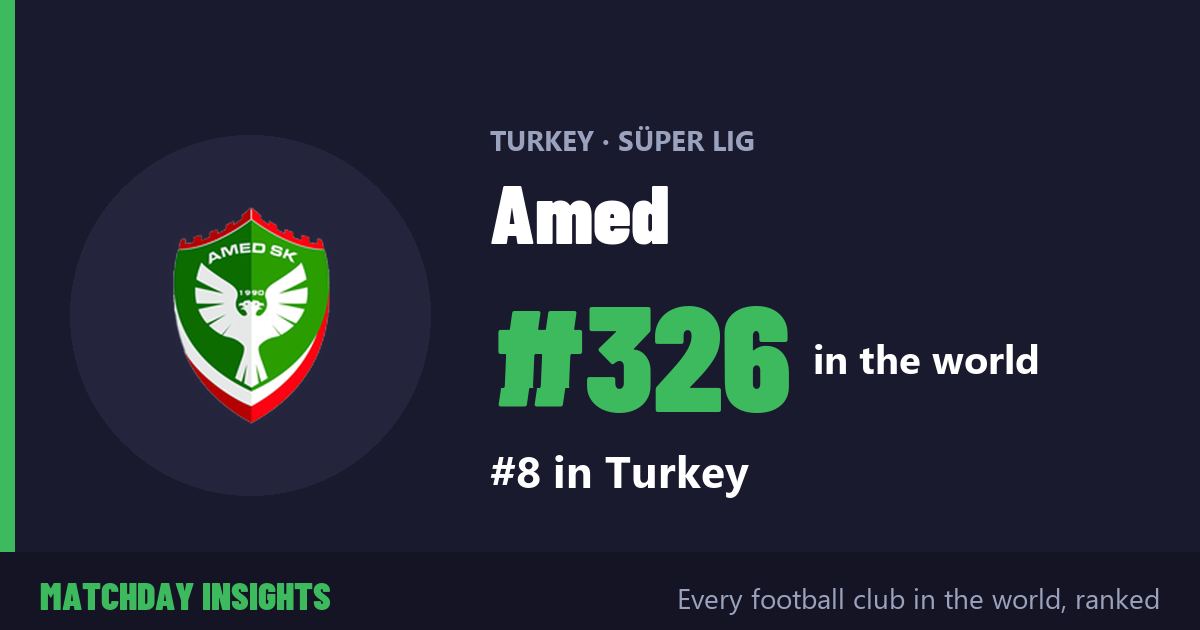 TURKEY · SÜPER LIG
Amed
AMED SK
1990
#326 in the world
#8 in Turkey
MATCHDAY INSIGHTS
Every football club in the world, ranked